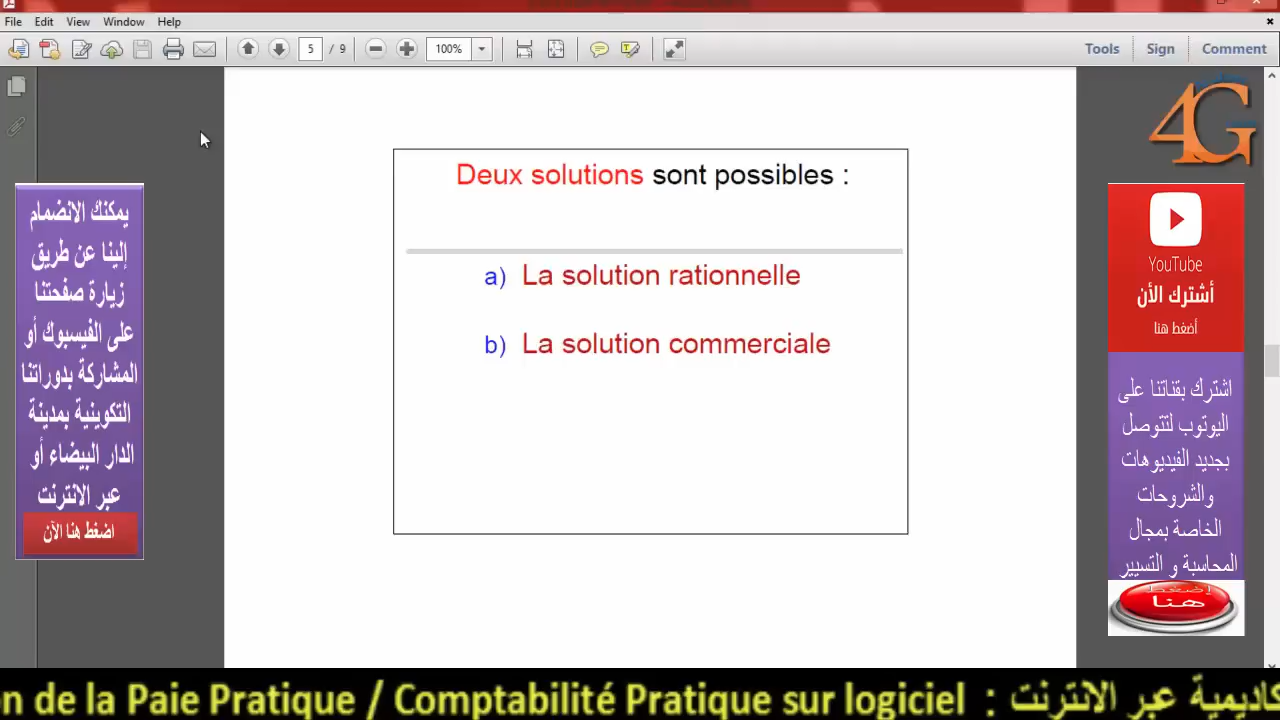 File Edit View Window Help
5 / 9 100% Tools Sign Comment
4G
Deux solutions sont possibles :
a) La solution rationnelle
b) La solution commerciale
يمكنك الانضمام
إلينا عن طريق
زيارة صفحتنا
على الفيسبوك أو
المشاركة بدوراتنا
التكوينية بمدينة
الدار البيضاء أو
عبر الانترنت
اضغط هنا الآن
YouTube
أشترك الأن
أضغط هنا
اشترك بقناتنا على
اليوتوب لتتوصل
بجديد الفيديوهات
والشروحات
الخاصة بمجال
المحاسبة و التسيير
إضغط
هنا
on de la Paie Pratique / Comptabilité Pratique sur logiciel : كاديمية عبر الانترنت